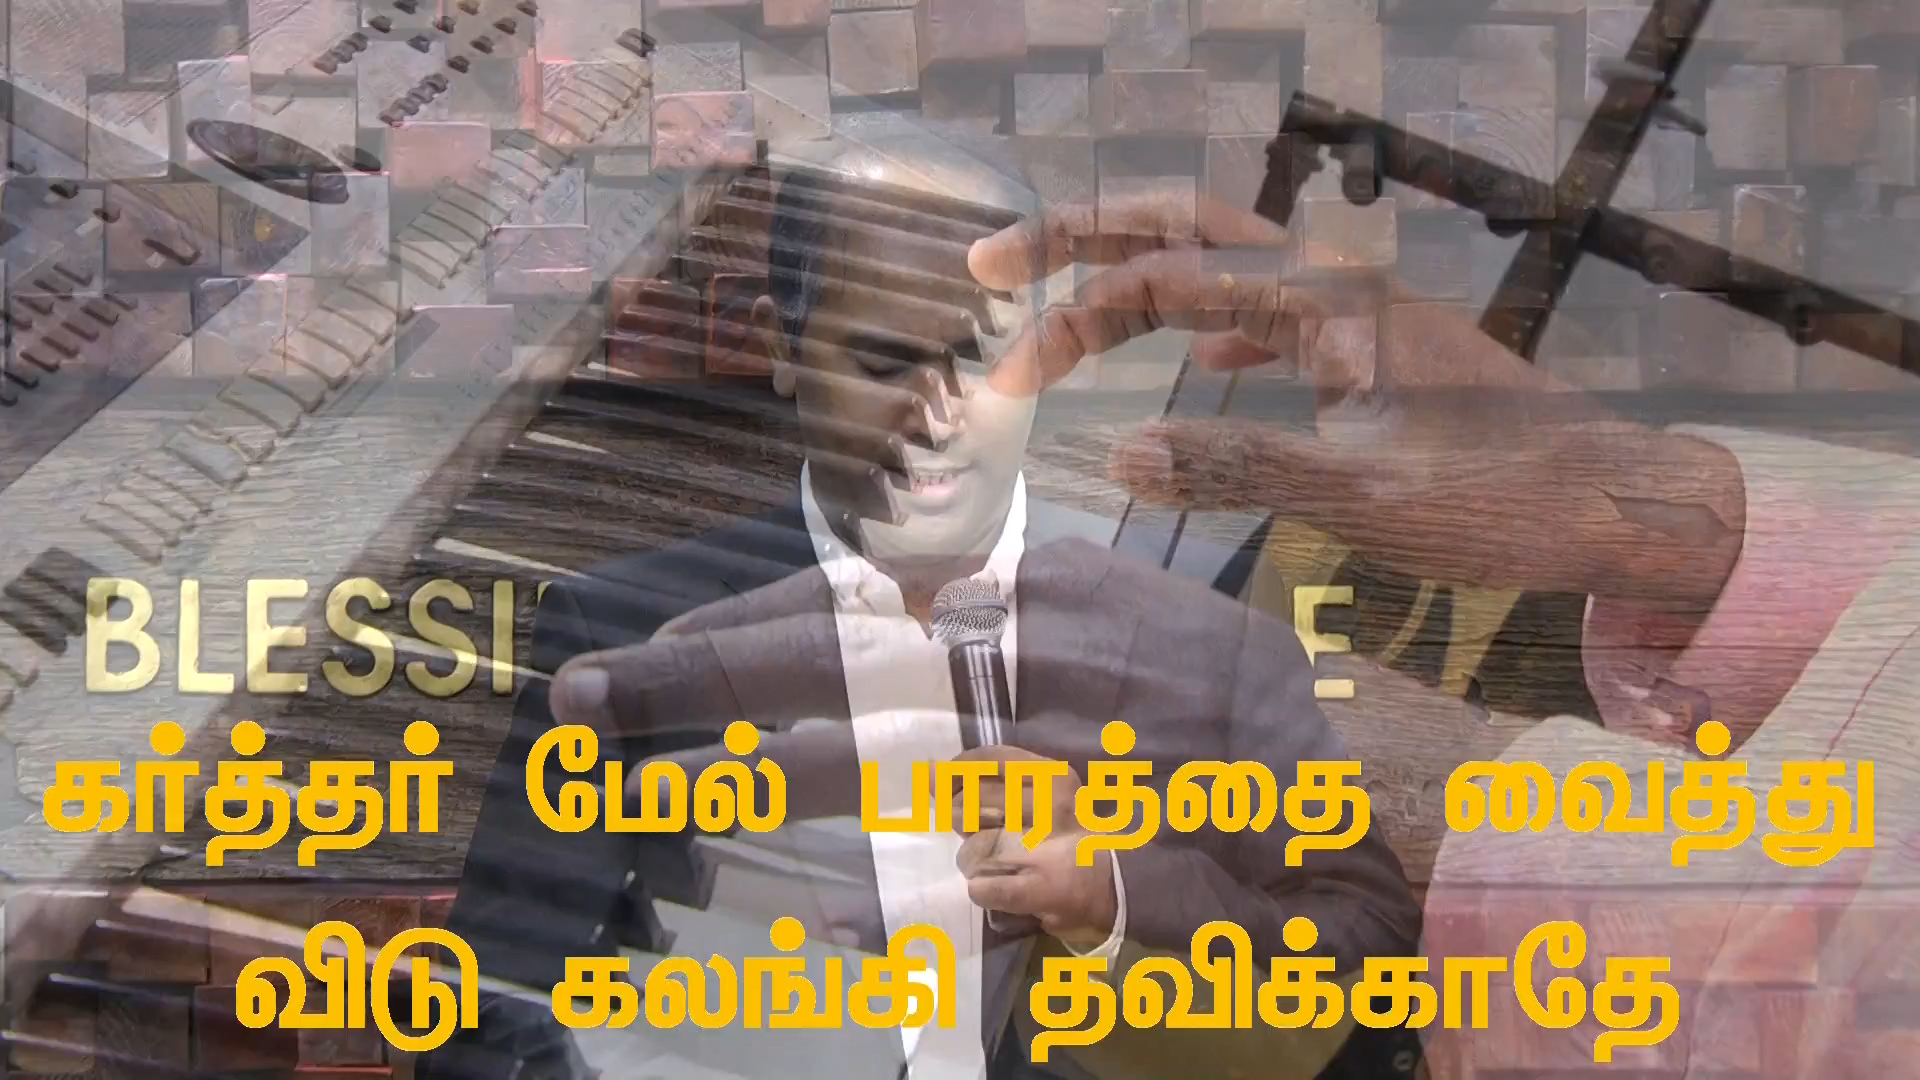 BLESSI
கர்த்தர் மேல் பாரத்தை வைத்து
விடு கலங்கி தவிக்காதே